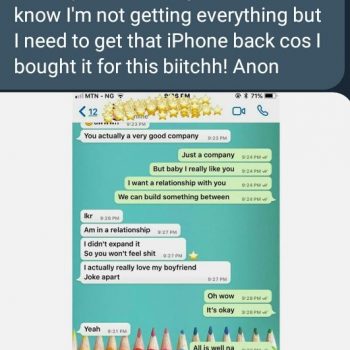 know I'm not getting everything but
I need to get that iPhone back cos I
bought it for this biitchh! Anon
MTN - NG
71%
12
9:23 PM
You actually a very good company 9:23 PM
Just a company 9:24 PM
But baby I really like you 9:24 PM
I want a relationship with you 9:24 PM
We can build something between 9:24 PM
Ikr 9:26 PM
Am in a relationship 9:27 PM
I didn't expand it
So you won't feel shit 9:27 PM
I actually really love my boyfriend
Joke apart 9:27 PM
Oh wow 9:28 PM
It's okay 9:28 PM
Yeah 9:31 PM
All is well na